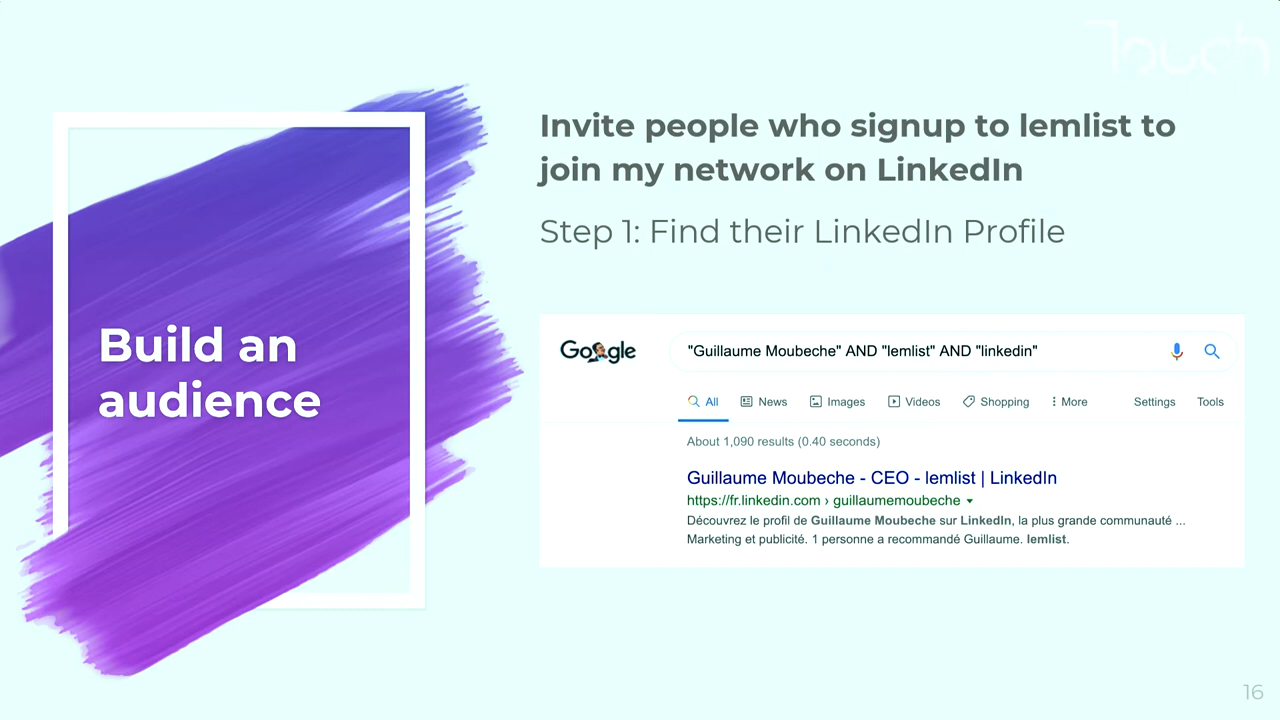 Touch
Invite people who signup to lemlist to
join my network on LinkedIn
Step 1: Find their LinkedIn Profile
Build an
audience
Google
"Guillaume Moubeche" AND "lemlist" AND "linkedin"
All News Images Videos Shopping More Settings Tools
About 1,090 results (0.40 seconds)
Guillaume Moubeche - CEO - lemlist | LinkedIn
https://fr.linkedin.com › guillaumemoubeche
Découvrez le profil de Guillaume Moubeche sur LinkedIn, la plus grande communauté ...
Marketing et publicité. 1 personne a recommandé Guillaume. lemlist.
16